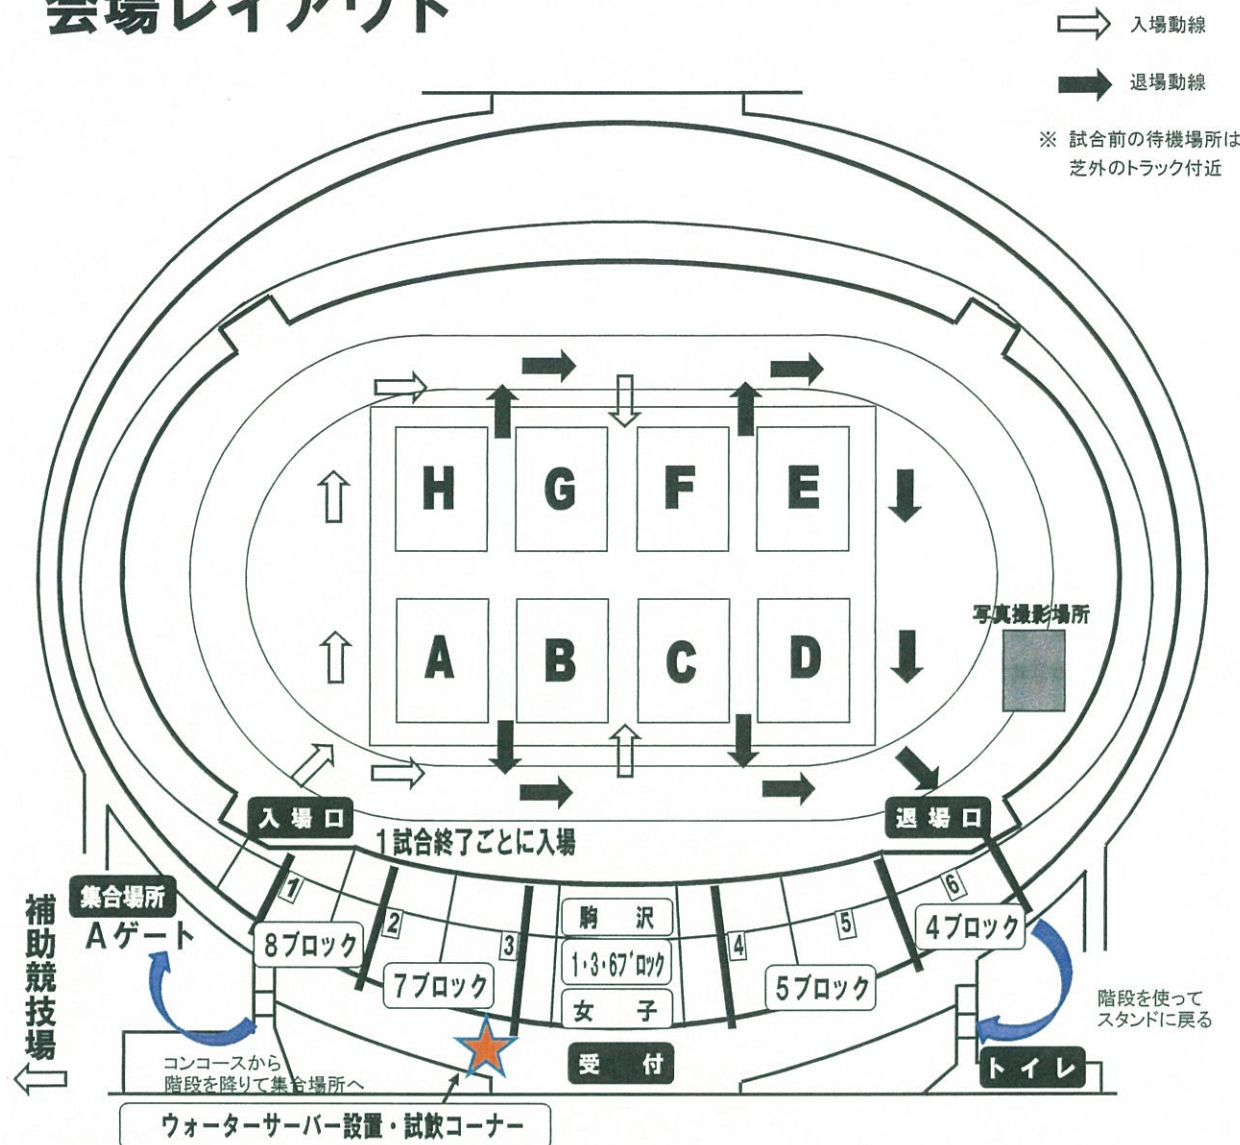 会場レイアウト
入場動線
退場動線
※ 試合前の待機場所は
芝外のトラック付近
H
G
F
E
A
B
C
D
写真撮影場所
入場口
退場口
1試合終了ごとに入場
集合場所
Aゲート
補助競技場
1
2
3
4
5
6
8ブロック
7ブロック
駒沢
1・3・6ブロック
女子
5ブロック
4ブロック
階段を使って
スタンドに戻る
コンコースから
階段を降りて集合場所へ
受付
トイレ
ウォーターサーバー設置・試飲コーナー